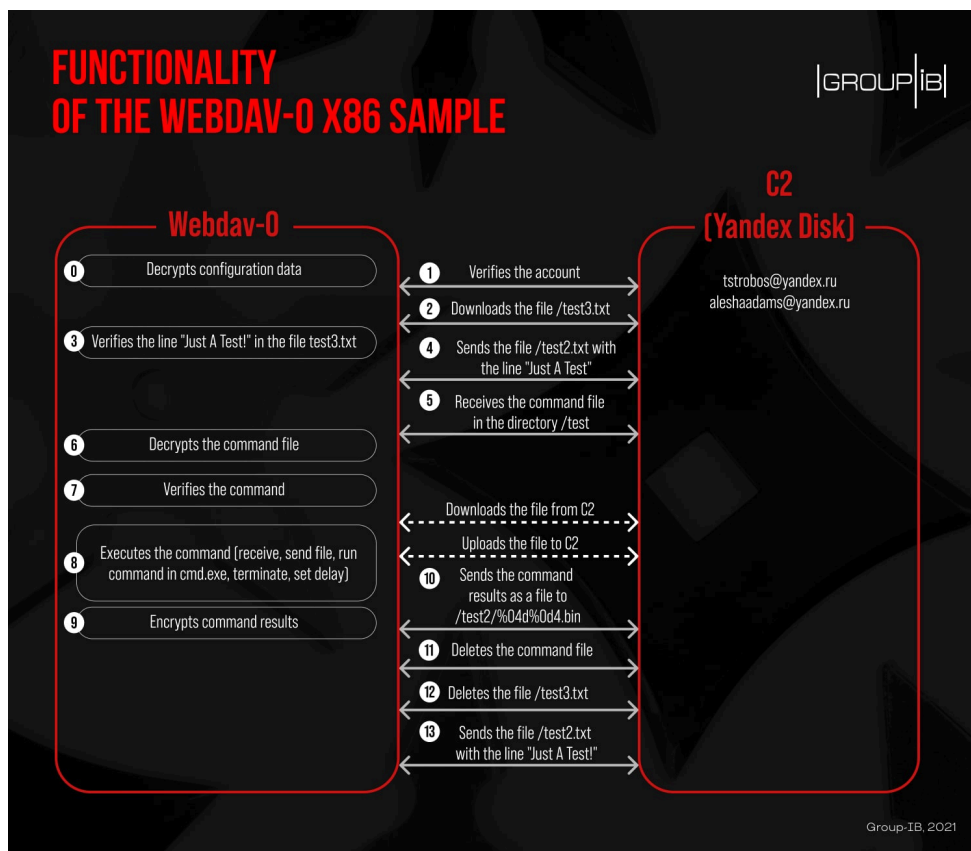 FUNCTIONALITY
OF THE WEBDAV-O X86 SAMPLE
GROUP iB
Webdav-O
C2
(Yandex Disk)
tstrobos@yandex.ru
aleshaadams@yandex.ru
0 Decrypts configuration data
1 Verifies the account
2 Downloads the file /test3.txt
3 Verifies the line "Just A Test!" in the file test3.txt
4 Sends the file /test2.txt with
the line "Just A Test"
5 Receives the command file
in the directory /test
6 Decrypts the command file
7 Verifies the command
Downloads the file from C2
Uploads the file to C2
8 Executes the command (receive, send file, run
command in cmd.exe, terminate, set delay)
9 Encrypts command results
10 Sends the command
results as a file to
/test2/%04d%0d4.bin
11 Deletes the command file
12 Deletes the file /test3.txt
13 Sends the file /test2.txt
with the line "Just A Test!"
Group-IB, 2021